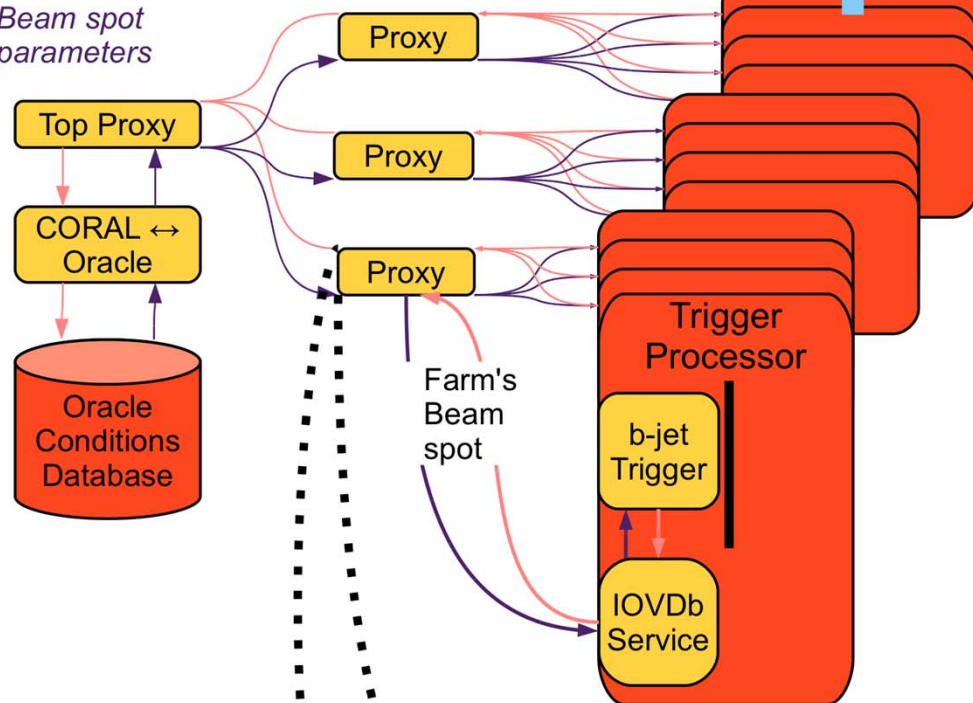 Beam spot
parameters
Proxy
Top Proxy
Proxy
CORAL ↔
Oracle
Proxy
Oracle
Conditions
Database
Farm's
Beam
spot
Trigger
Processor
b-jet
Trigger
IOVDb
Service